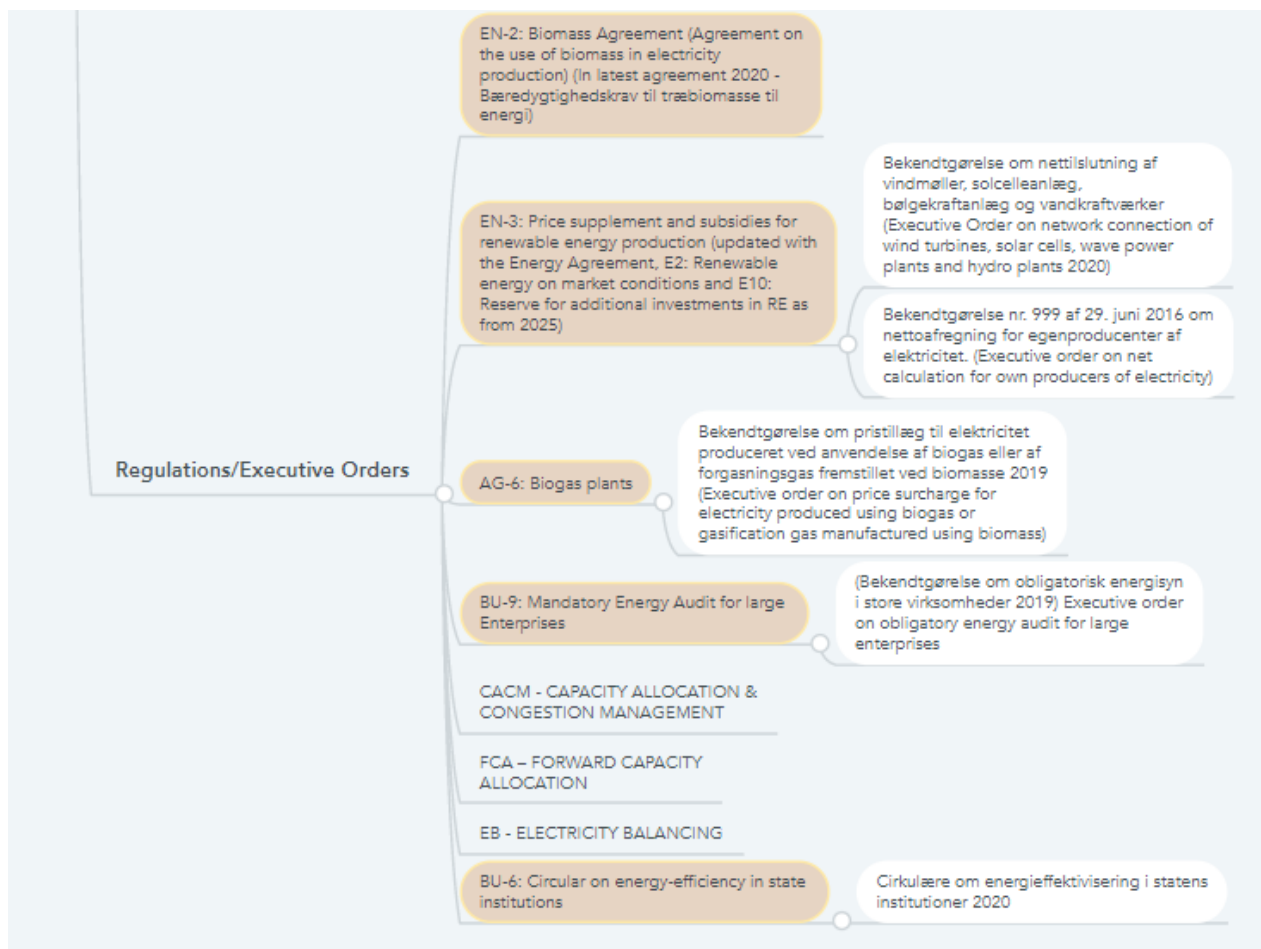 EN-2: Biomass Agreement (Agreement on
the use of biomass in electricity
production) (In latest agreement 2020 -
Bæredygtighedskrav til træbiomasse til
energi)
EN-3: Price supplement and subsidies for
renewable energy production (updated with
the Energy Agreement, E2: Renewable
energy on market conditions and E10:
Reserve for additional investments in RE as
from 2025)
Bekendtgørelse om nettilslutning af
vindmøller, solcelleanlæg,
bølgekraftanlæg og vandkraftværker
(Executive Order on network connection of
wind turbines, solar cells, wave power
plants and hydro plants 2020)
Bekendtgørelse nr. 999 af 29. juni 2016 om
nettoafregning for egenproducenter af
elektricitet. (Executive order on net
calculation for own producers of electricity)
Regulations/Executive Orders
AG-6: Biogas plants
Bekendtgørelse om pristillæg til elektricitet
produceret ved anvendelse af biogas eller af
forgasningsgas fremstillet ved biomasse 2019
(Executive order on price surcharge for
electricity produced using biogas or
gasification gas manufactured using biomass)
BU-9: Mandatory Energy Audit for large
Enterprises
(Bekendtgørelse om obligatorisk energisyn
i store virksomheder 2019) Executive order
on obligatory energy audit for large
enterprises
CACM - CAPACITY ALLOCATION &
CONGESTION MANAGEMENT
FCA – FORWARD CAPACITY
ALLOCATION
EB - ELECTRICITY BALANCING
BU-6: Circular on energy-efficiency in state
institutions
Cirkulære om energieffektivisering i statens
institutioner 2020